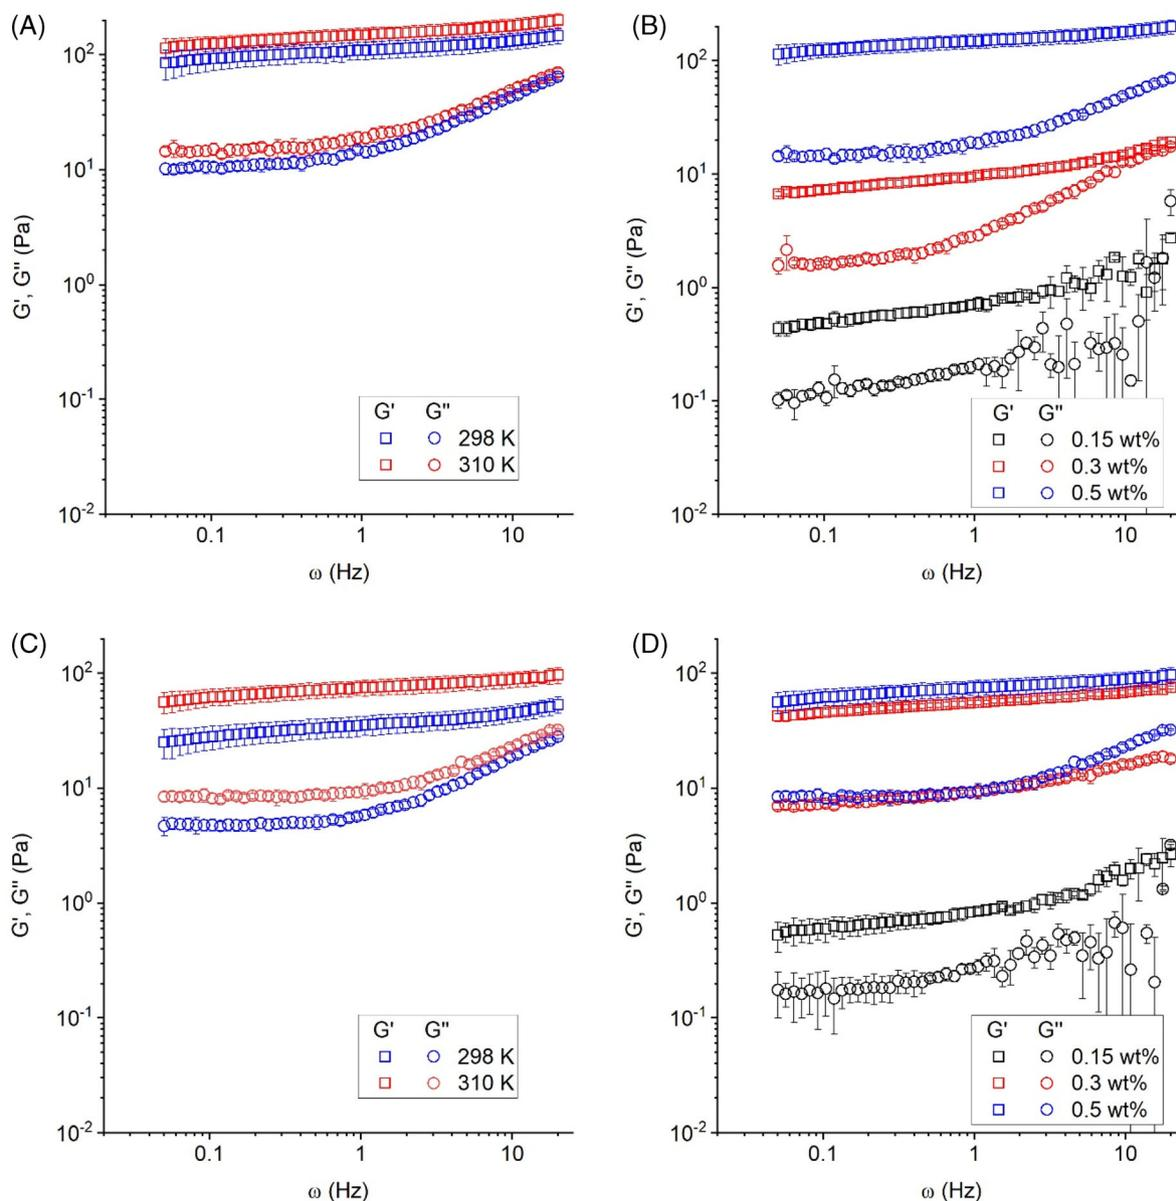 (A)
10²
10¹
10⁰
10⁻¹
10⁻²
G', G'' (Pa)
0.1 1 10
ω (Hz)
G' G''
298 K
310 K
(B)
10²
10¹
10⁰
10⁻¹
10⁻²
G', G'' (Pa)
0.1 1 10
ω (Hz)
G' G''
0.15 wt%
0.3 wt%
0.5 wt%
(C)
10²
10¹
10⁰
10⁻¹
10⁻²
G', G'' (Pa)
0.1 1 10
ω (Hz)
G' G''
298 K
310 K
(D)
10²
10¹
10⁰
10⁻¹
10⁻²
G', G'' (Pa)
0.1 1 10
ω (Hz)
G' G''
0.15 wt%
0.3 wt%
0.5 wt%